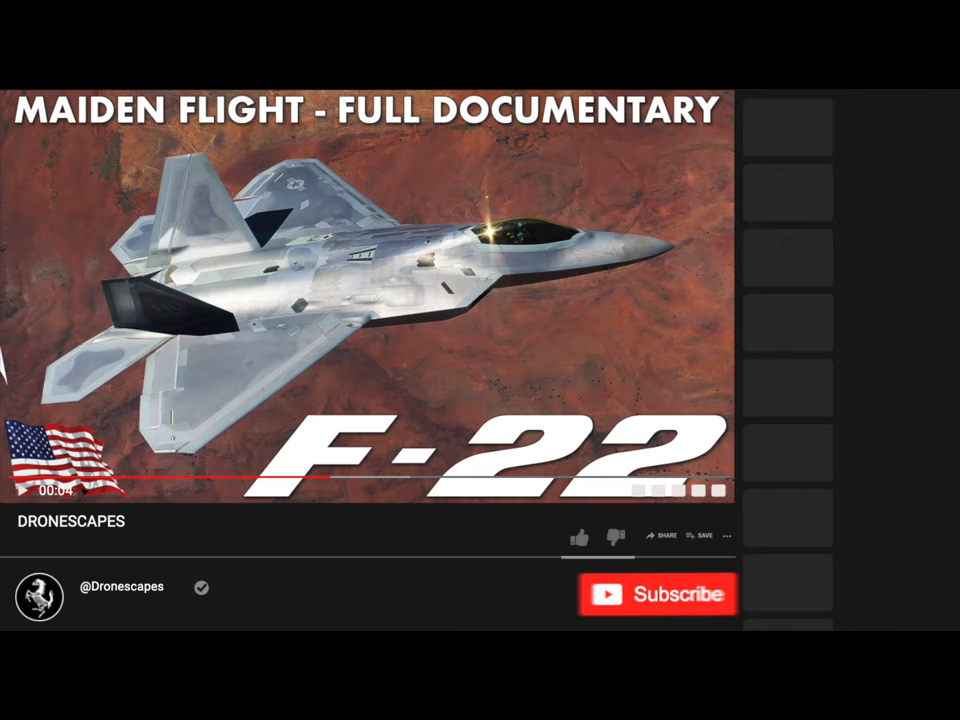 MAIDEN FLIGHT - FULL DOCUMENTARY
F-22
00:04
DRONESCAPES
SHARE
SAVE
@Dronescapes
Subscribe